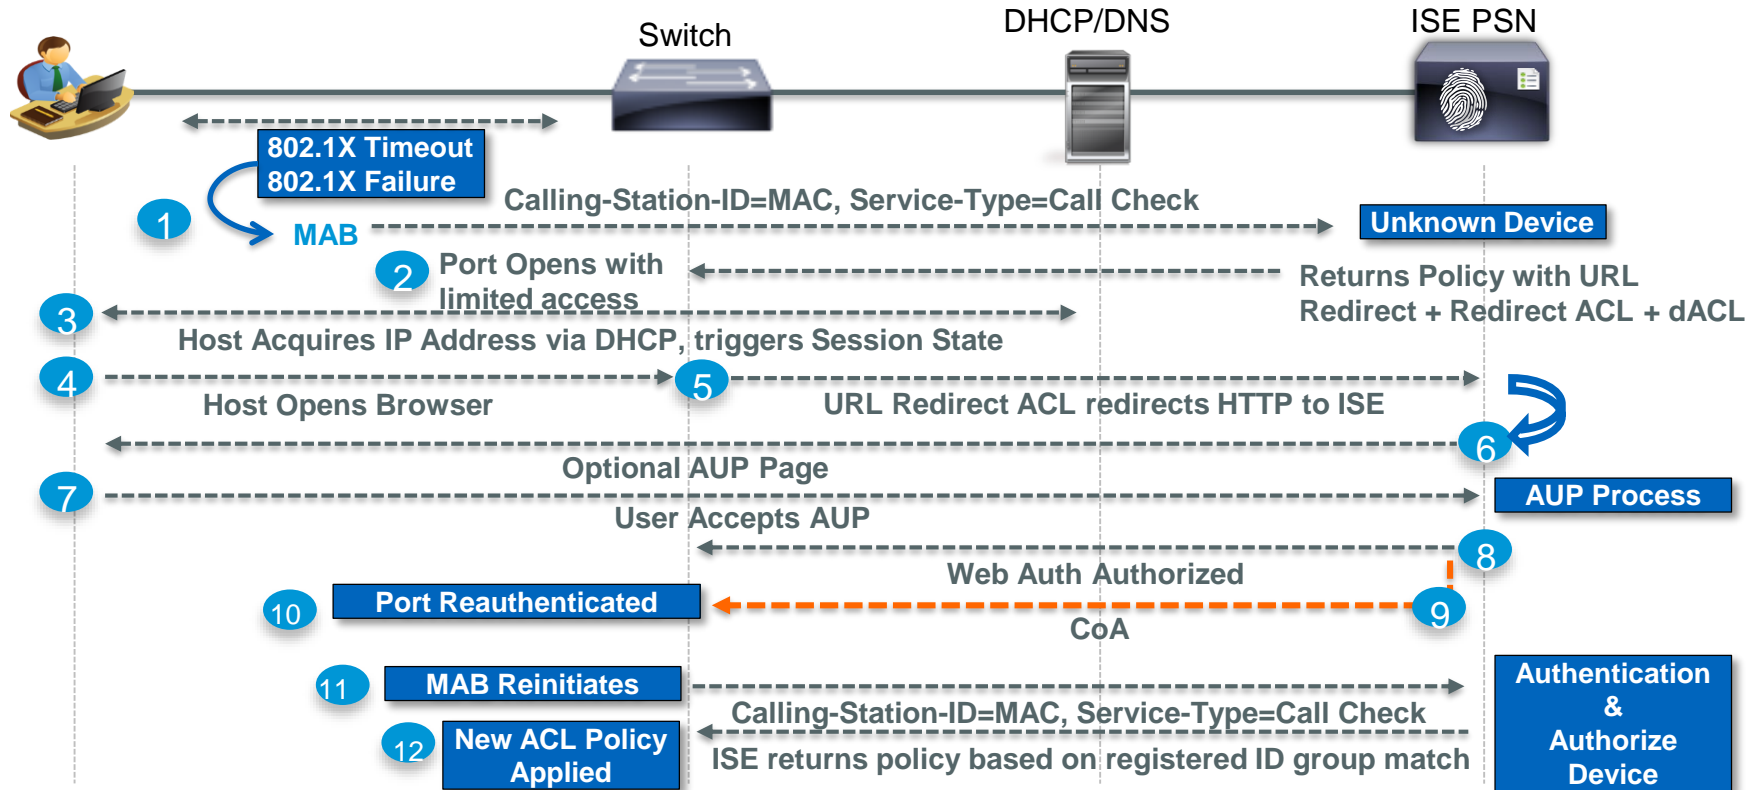 Switch
DHCP/DNS
ISE PSN
802.1X Timeout
802.1X Failure
1
MAB
Calling-Station-ID=MAC, Service-Type=Call Check
Unknown Device
2
Port Opens with
limited access
Returns Policy with URL
Redirect + Redirect ACL + dACL
3
Host Acquires IP Address via DHCP, triggers Session State
4
Host Opens Browser
5
URL Redirect ACL redirects HTTP to ISE
6
Optional AUP Page
7
User Accepts AUP
AUP Process
8
Web Auth Authorized
9
CoA
10
Port Reauthenticated
11
MAB Reinitiates
Calling-Station-ID=MAC, Service-Type=Call Check
12
New ACL Policy
Applied
ISE returns policy based on registered ID group match
Authentication
&
Authorize
Device